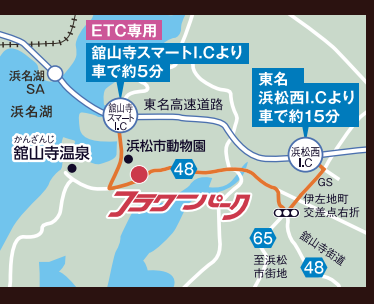 ETC専用
舘山寺スマートI.Cより
車で約5分
東名
浜松西I.Cより
車で約15分
浜名湖
SA
浜名湖
舘山寺
スマート
I.C
東名高速道路
かんざんじ
舘山寺温泉
浜松市動物園
48
フラワーパーク
浜松西
I.C
GS
伊左地町
交差点右折
65
舘山寺街道
至浜松
市街地
48